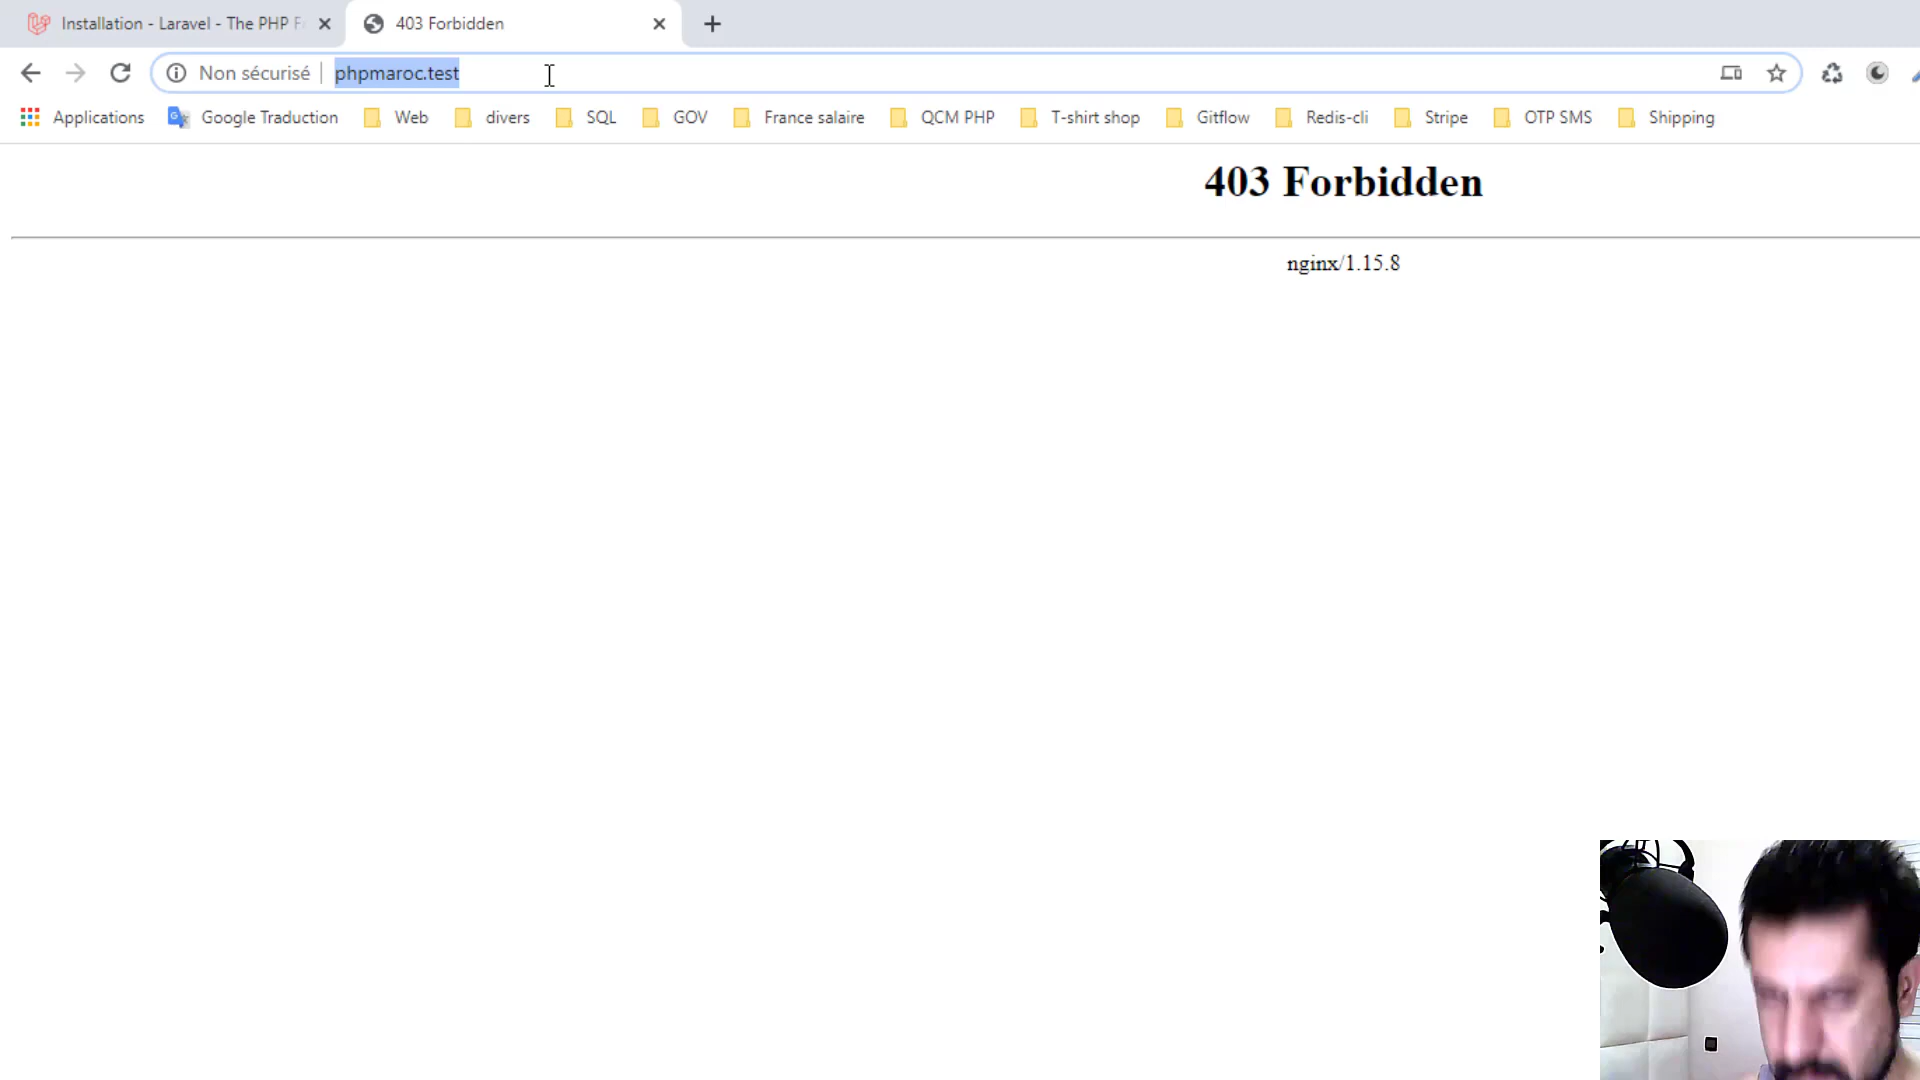 Installation - Laravel - The PHP F
403 Forbidden
Non sécurisé
phpmaroc.test
Applications
Google Traduction
Web
divers
SQL
GOV
France salaire
QCM PHP
T-shirt shop
Gitflow
Redis-cli
Stripe
OTP SMS
Shipping
403 Forbidden
nginx/1.15.8